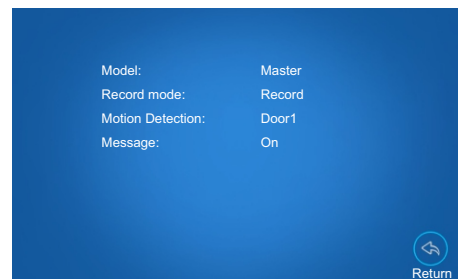 Model: Master
Record mode: Record
Motion Detection: Door1
Message: On
Return